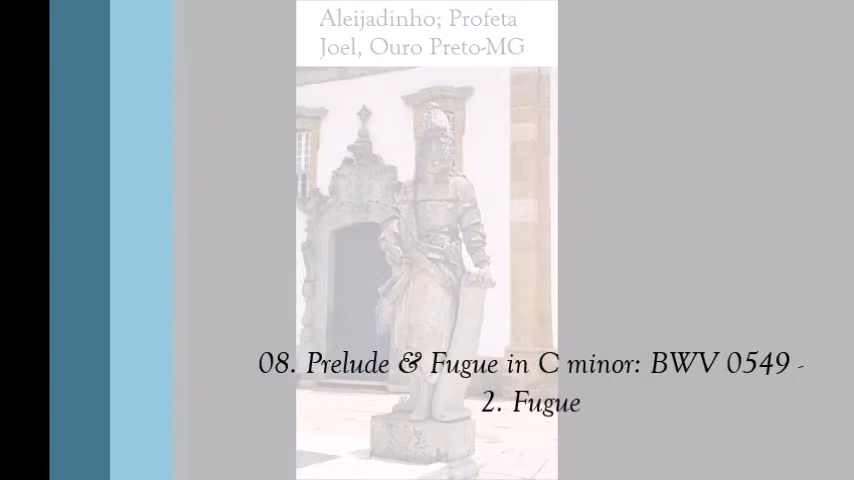 Aleijadinho; Profeta
Joel, Ouro Preto-MG
08. Prelude & Fugue in C minor: BWV 0549 -
2. Fugue